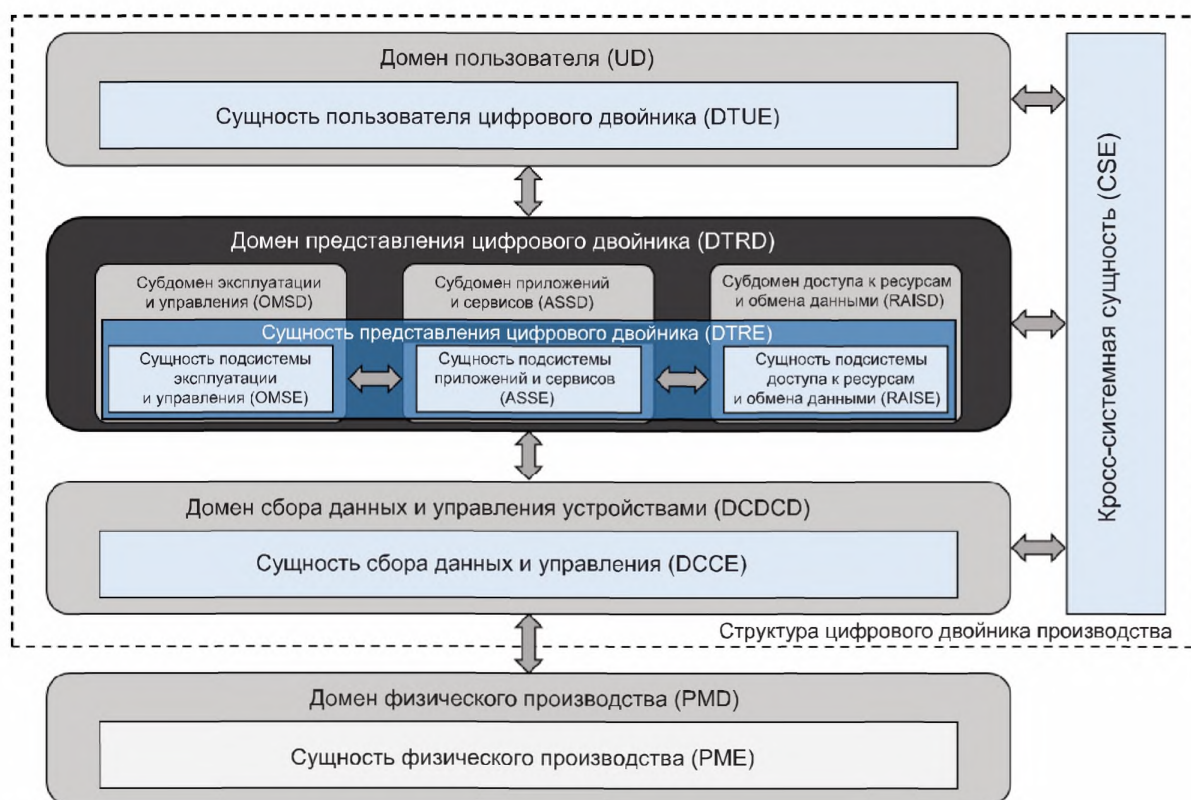 Домен пользователя (UD)
Сущность пользователя цифрового двойника (DTUE)
Домен представления цифрового двойника (DTRD)
Субдомен эксплуатации
и управления (OMSD)
Субдомен приложений
и сервисов (ASSD)
Субдомен доступа к ресурсам
и обмена данными (RAISD)
Сущность представления цифрового двойника (DTRE)
Сущность подсистемы
эксплуатации
и управления (OMSE)
Сущность подсистемы
приложений и сервисов
(ASSE)
Сущность подсистемы
доступа к ресурсам
и обмена данными (RAISE)
Домен сбора данных и управления устройствами (DCDCD)
Сущность сбора данных и управления (DCCE)
Кросс-системная сущность (CSE)
Структура цифрового двойника производства
Домен физического производства (PMD)
Сущность физического производства (PME)